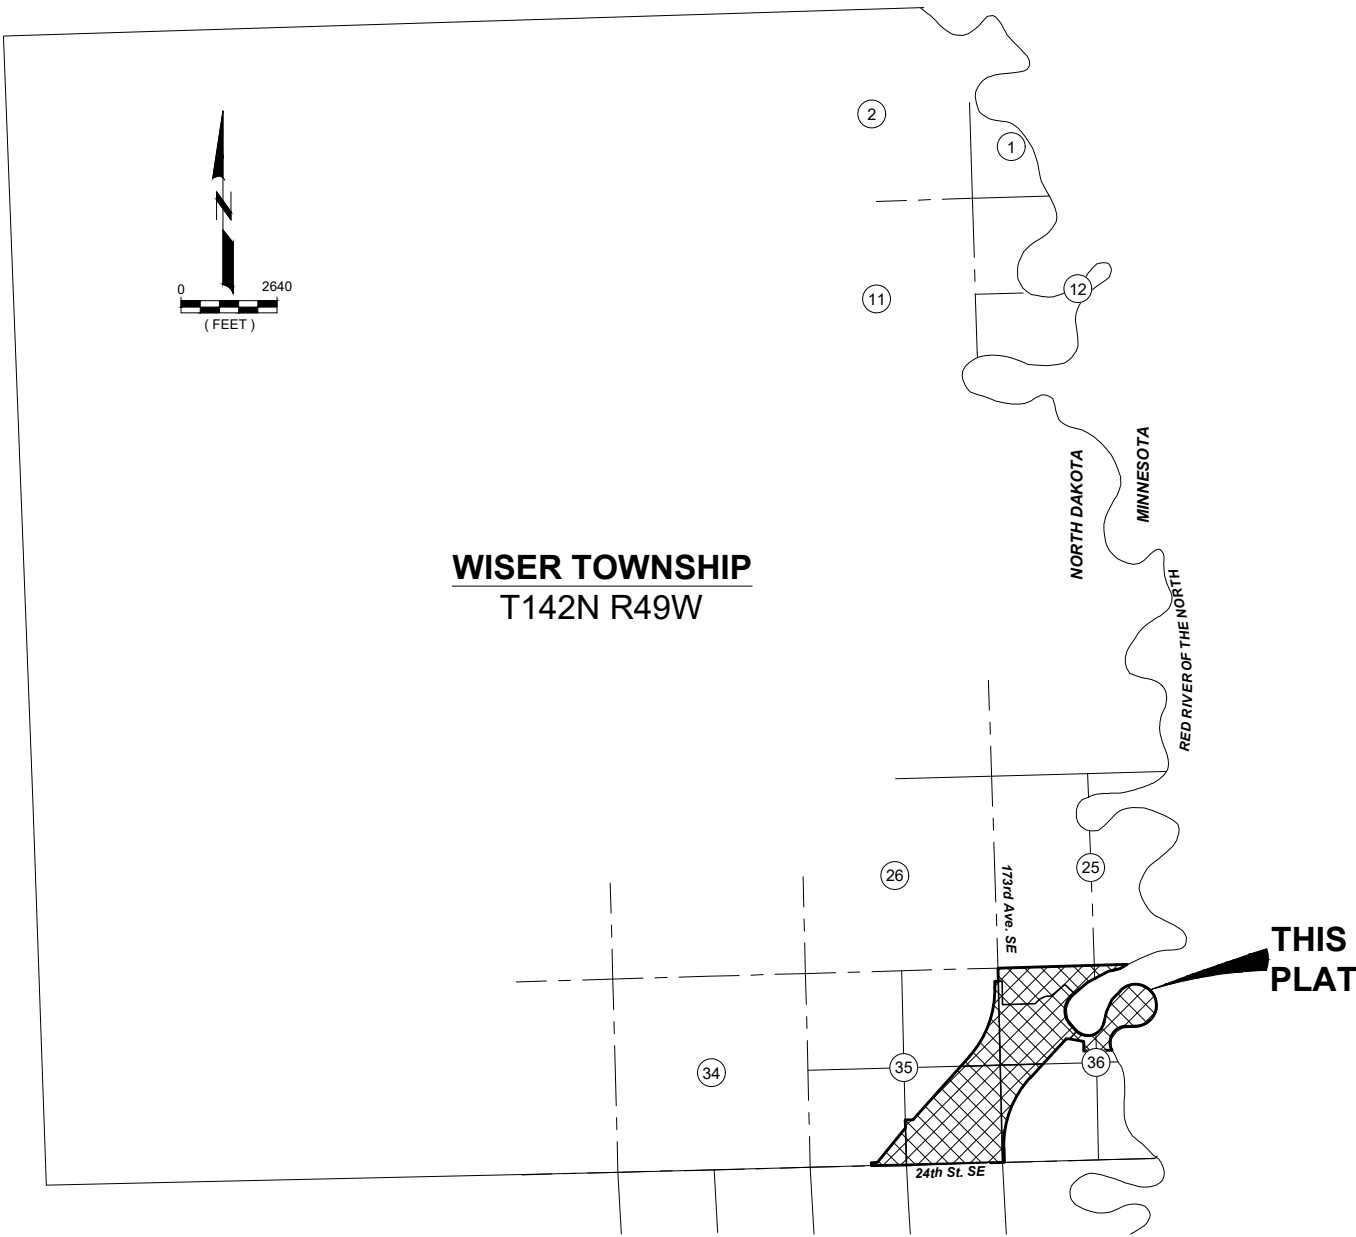 2
1
N
0 2640
( FEET )
11
12
NORTH DAKOTA
MINNESOTA
WISER TOWNSHIP
T142N R49W
RED RIVER OF THE NORTH
26
173rd Ave. SE
25
THIS
PLAT
34
35
36
24th St. SE